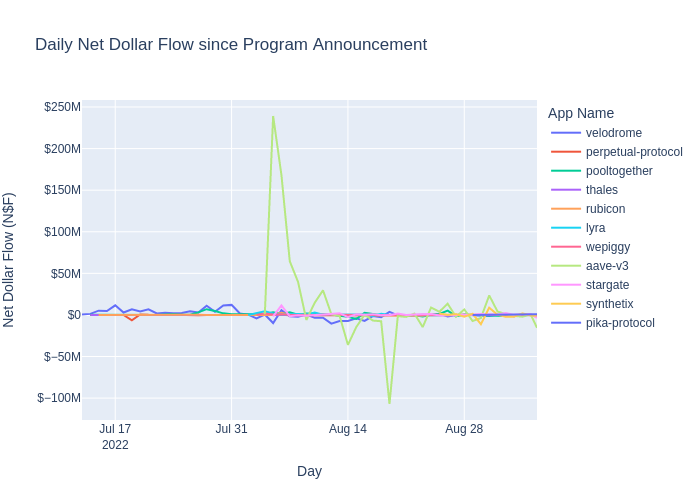 Daily Net Dollar Flow since Program Announcement
Net Dollar Flow (N$F)
$250M
$200M
$150M
$100M
$50M
$0
$−50M
$−100M
Jul 17
2022
Jul 31
Aug 14
Aug 28
Day
App Name
velodrome
perpetual-protocol
pooltogether
thales
rubicon
lyra
wepiggy
aave-v3
stargate
synthetix
pika-protocol